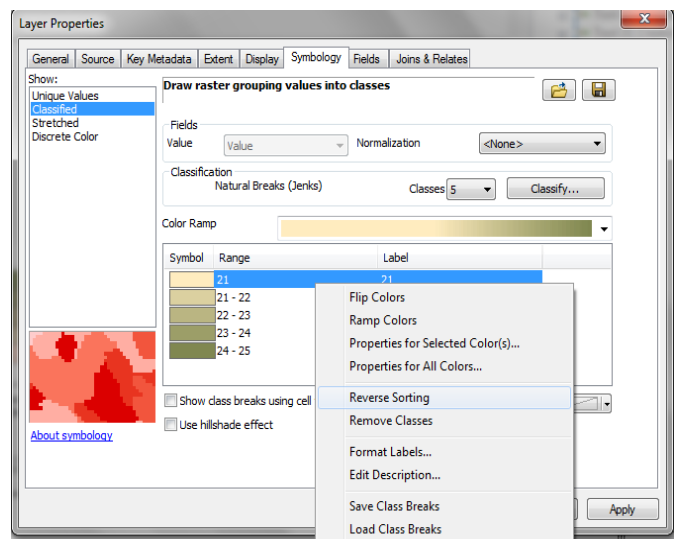 Layer Properties
General Source Key Metadata Extent Display Symbology Fields Joins & Relates
Show:
Unique Values
Classified
Stretched
Discrete Color
About symbology
Draw raster grouping values into classes
Fields
Value Value Normalization <None>
Classification
Natural Breaks (Jenks) Classes 5 Classify...
Color Ramp
Symbol Range Label
21 21
21 - 22
22 - 23
23 - 24
24 - 25
Show class breaks using cell
Use hillshade effect
Flip Colors
Ramp Colors
Properties for Selected Color(s)...
Properties for All Colors...
Reverse Sorting
Remove Classes
Format Labels...
Edit Description...
Save Class Breaks
Load Class Breaks
Apply